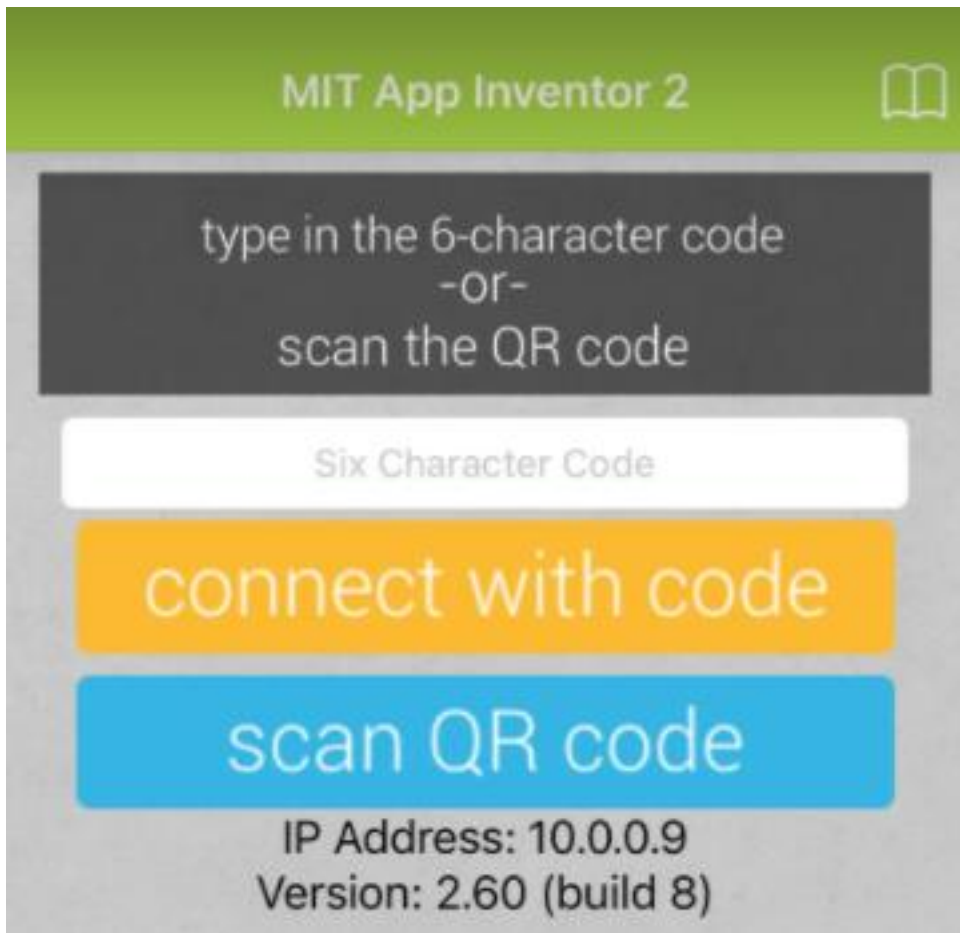 MIT App Inventor 2
type in the 6-character code
-or-
scan the QR code
Six Character Code
connect with code
scan QR code
IP Address: 10.0.0.9
Version: 2.60 (build 8)